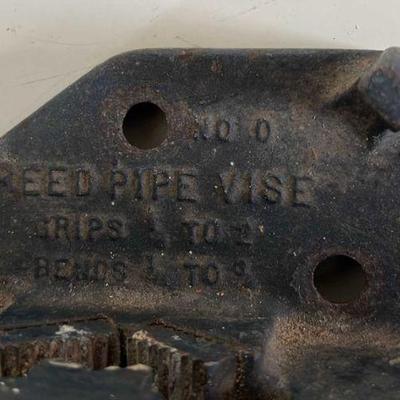 NO 0
REED PIPE VISE
GRIPS TO
BENDS TO